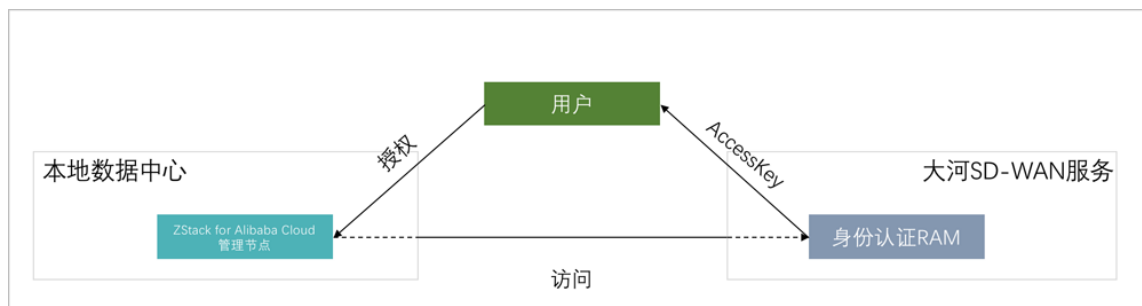 用户
授权
AccessKey
本地数据中心
大河SD-WAN服务
ZStack for Alibaba Cloud
管理节点
身份认证RAM
访问